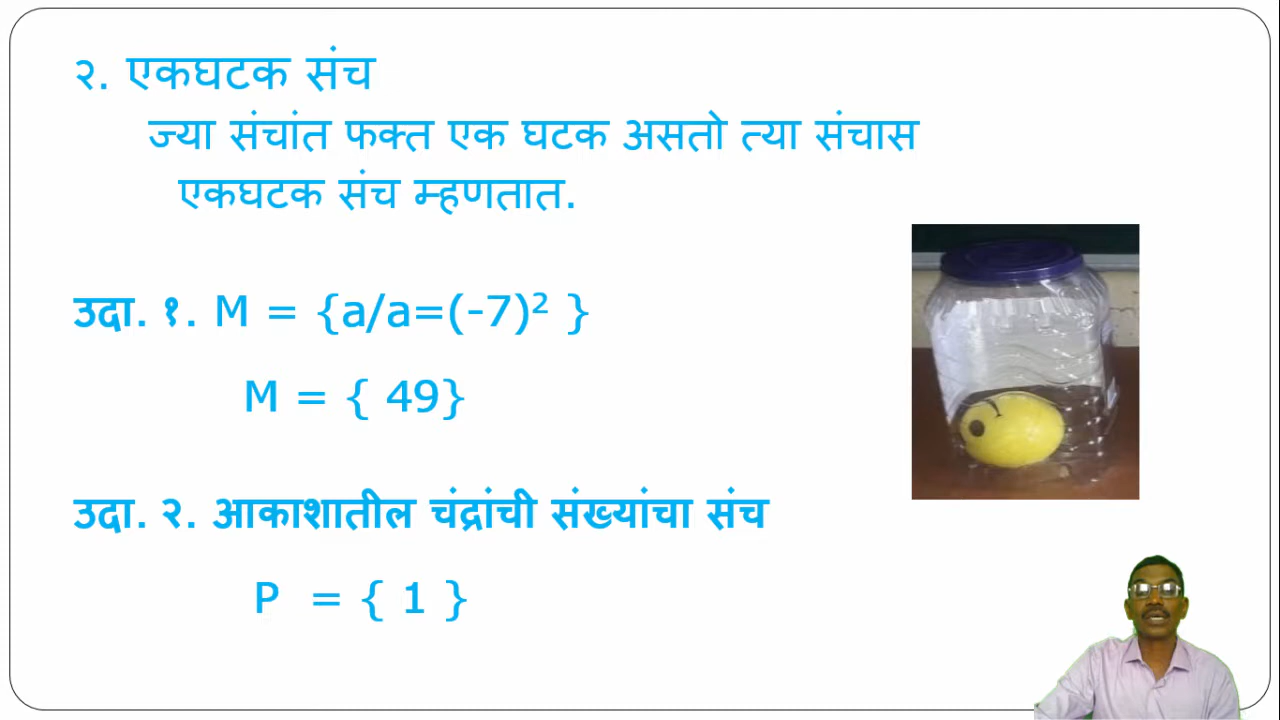 २. एकघटक संच
ज्या संचांत फक्त एक घटक असतो त्या संचास
एकघटक संच म्हणतात.
उदा. १. M = {a/a=(-7)² }
M = { 49}
उदा. २. आकाशातील चंद्रांची संख्यांचा संच
P = { 1 }